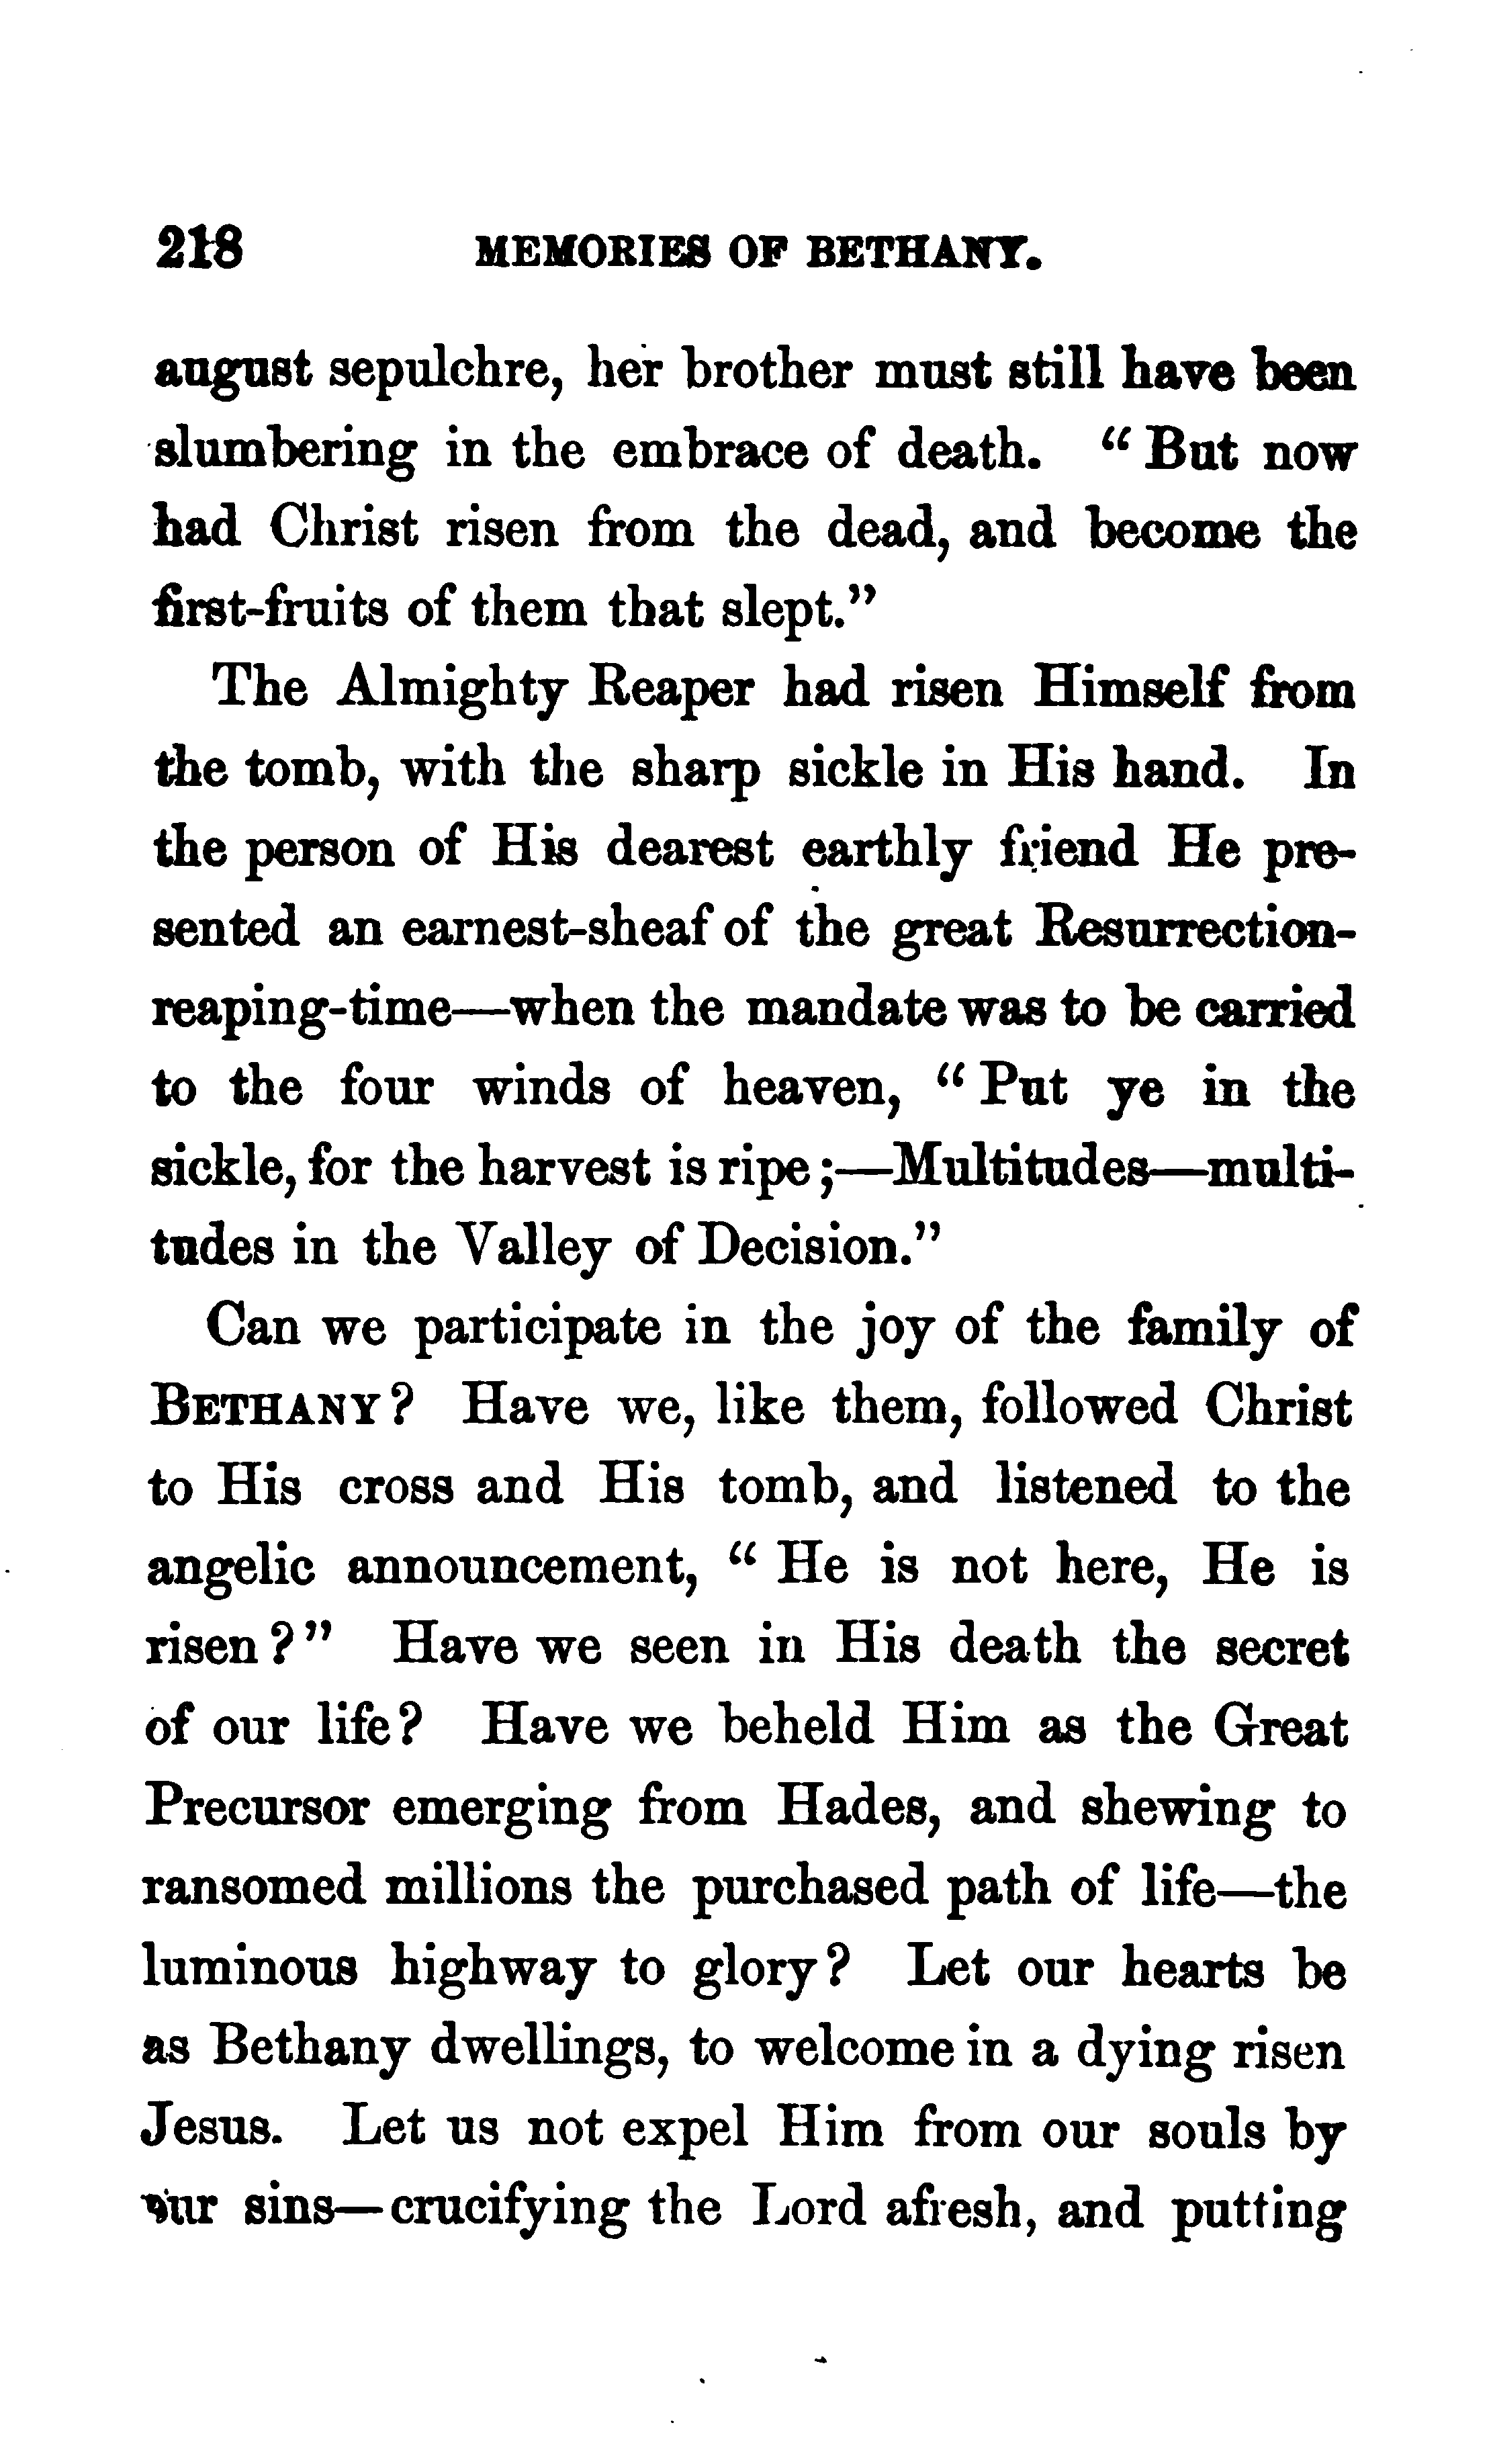 218 MEMORIES OF BETHANY.
august sepulchre, her brother must still have been
slumbering in the embrace of death. “But now
had Christ risen from the dead, and become the
first-fruits of them that slept.”
The Almighty Reaper had risen Himself from
the tomb, with the sharp sickle in His hand. In
the person of His dearest earthly friend He pre-
sented an earnest-sheaf of the great Resurrection-
reaping-time—when the mandate was to be carried
to the four winds of heaven, “Put ye in the
sickle, for the harvest is ripe;—Multitudes—multi-
tudes in the Valley of Decision.”
Can we participate in the joy of the family of
BETHANY? Have we, like them, followed Christ
to His cross and His tomb, and listened to the
angelic announcement, “He is not here, He is
risen?” Have we seen in His death the secret
of our life? Have we beheld Him as the Great
Precursor emerging from Hades, and shewing to
ransomed millions the purchased path of life—the
luminous highway to glory? Let our hearts be
as Bethany dwellings, to welcome in a dying risen
Jesus. Let us not expel Him from our souls by
our sins—crucifying the Lord afresh, and putting